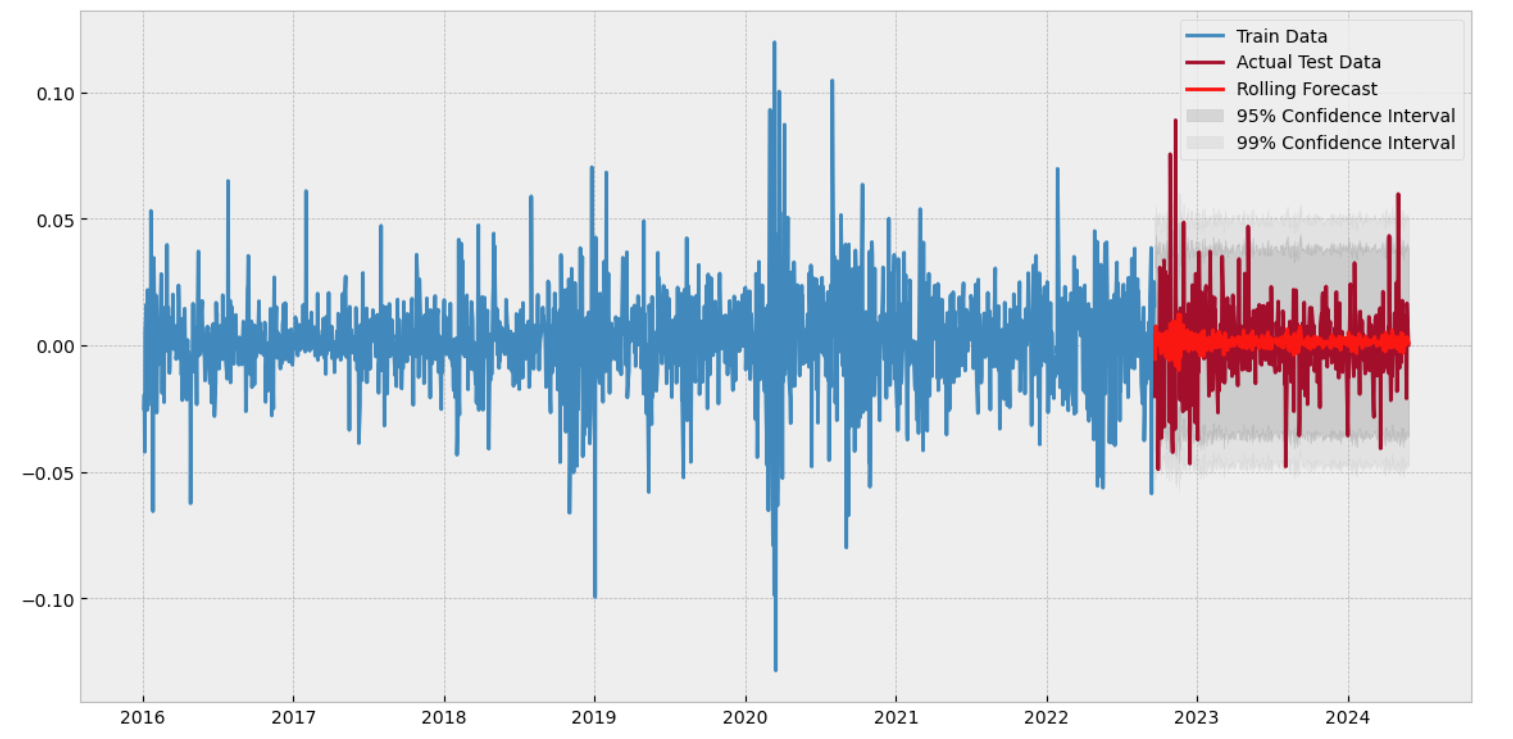 Train Data
Actual Test Data
Rolling Forecast
95% Confidence Interval
99% Confidence Interval
0.10
0.05
0.00
−0.05
−0.10
2016 2017 2018 2019 2020 2021 2022 2023 2024